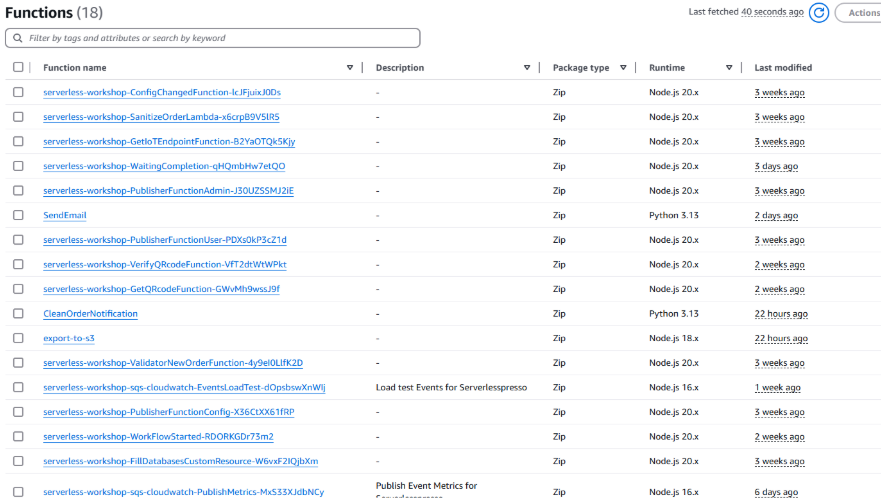 Functions (18)
Last fetched 40 seconds ago
Actions
Filter by tags and attributes or search by keyword
Function name Description Package type Runtime Last modified
serverless-workshop-ConfigChangedFunction-lcJFjuixJ0Ds - Zip Node.js 20.x 3 weeks ago
serverless-workshop-SanitizeOrderLambda-x6crpB9V5lR5 - Zip Node.js 20.x 3 weeks ago
serverless-workshop-GetIoTEndpointFunction-B2YaOTQk5Kjy - Zip Node.js 20.x 3 weeks ago
serverless-workshop-WaitingCompletion-qHQmbHw7etQO - Zip Node.js 20.x 3 days ago
serverless-workshop-PublisherFunctionAdmin-J30UZSSMJ2iE - Zip Node.js 20.x 3 weeks ago
SendEmail - Zip Python 3.13 2 days ago
serverless-workshop-PublisherFunctionUser-PDXs0kP3cZ1d - Zip Node.js 20.x 3 weeks ago
serverless-workshop-VerifyQRcodeFunction-VfT2dtWtWPkt - Zip Node.js 20.x 2 weeks ago
serverless-workshop-GetQRcodeFunction-GWvMh9wssJ9f - Zip Node.js 20.x 2 weeks ago
CleanOrderNotification - Zip Python 3.13 22 hours ago
export-to-s3 - Zip Node.js 18.x 22 hours ago
serverless-workshop-ValidatorNewOrderFunction-4y9eI0LlfK2D - Zip Node.js 20.x 3 weeks ago
serverless-workshop-sqs-cloudwatch-EventsLoadTest-dOpsbswXnWlj Load test Events for Serverlesspresso Zip Node.js 16.x 1 week ago
serverless-workshop-PublisherFunctionConfig-X36CtXX61fRP - Zip Node.js 20.x 3 weeks ago
serverless-workshop-WorkFlowStarted-RDORKGDr73m2 - Zip Node.js 20.x 2 weeks ago
serverless-workshop-FillDatabasesCustomResource-W6vxF2IQjbXm - Zip Node.js 20.x 3 weeks ago
serverless-workshop-sqs-cloudwatch-PublishMetrics-MxS33XJdbNCy Publish Event Metrics for Zip Node.js 16.x 6 days ago
Serverlesspresso